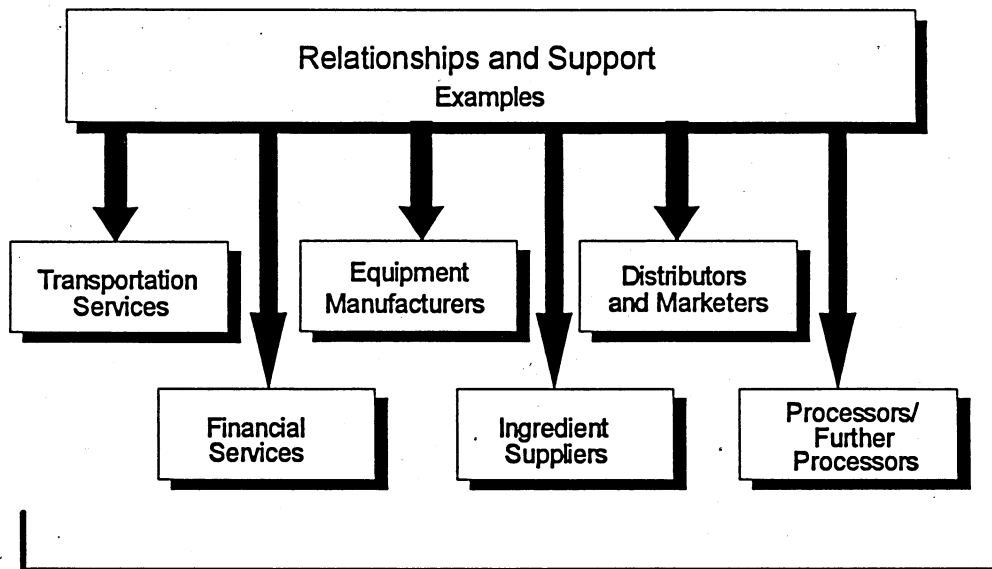 Relationships and Support
Examples
Transportation
Services
Equipment
Manufacturers
Distributors
and Marketers
Financial
Services
Ingredient
Suppliers
Processors/
Further
Processors